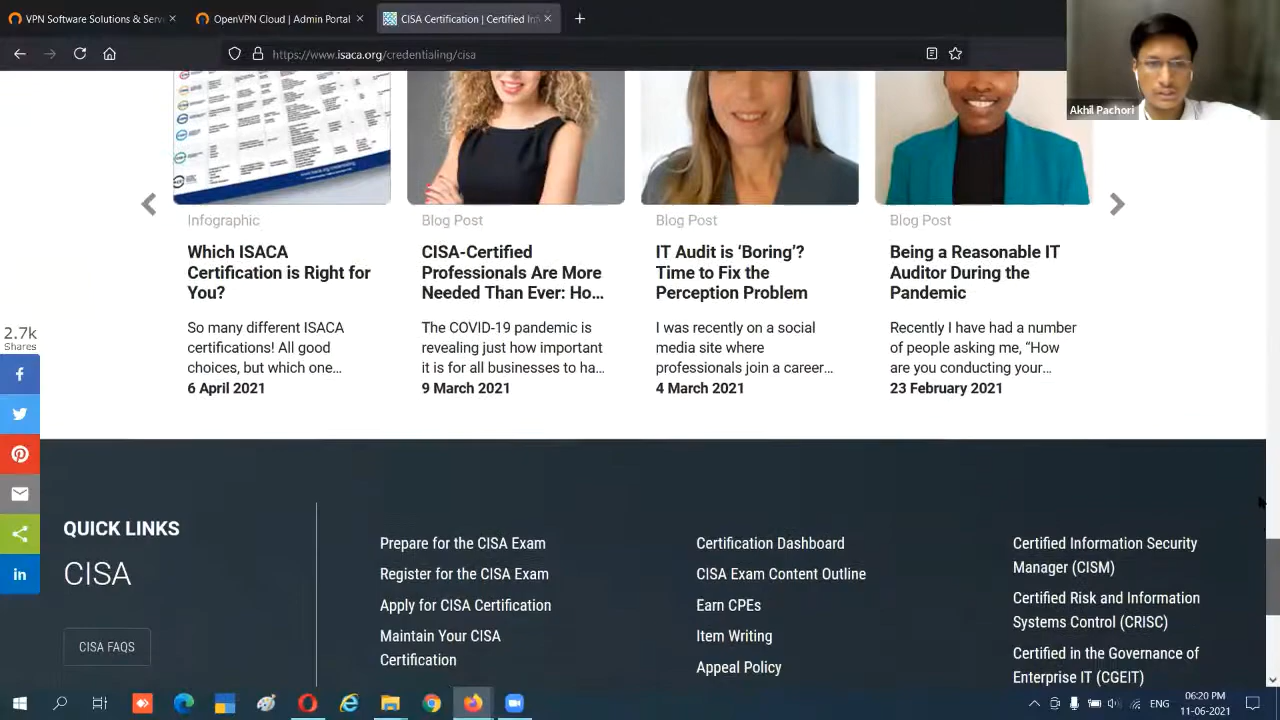 VPN Software Solutions & Serv
OpenVPN Cloud | Admin Portal
CISA Certification | Certified Inf
https://www.isaca.org/credentialing/cisa
Akhil Pachori
Infographic
Which ISACA
Certification is Right for
You?
So many different ISACA
certifications! All good
choices, but which one...
6 April 2021
Blog Post
CISA-Certified
Professionals Are More
Needed Than Ever: Ho...
The COVID-19 pandemic is
revealing just how important
it is for all businesses to ha...
9 March 2021
Blog Post
IT Audit is ‘Boring’?
Time to Fix the
Perception Problem
I was recently on a social
media site where
professionals join a career...
4 March 2021
Blog Post
Being a Reasonable IT
Auditor During the
Pandemic
Recently I have had a number
of people asking me, “How
are you conducting your...
23 February 2021
2.7k
Shares
QUICK LINKS
CISA
CISA FAQS
Prepare for the CISA Exam
Register for the CISA Exam
Apply for CISA Certification
Maintain Your CISA
Certification
Certification Dashboard
CISA Exam Content Outline
Earn CPEs
Item Writing
Appeal Policy
Certified Information Security
Manager (CISM)
Certified Risk and Information
Systems Control (CRISC)
Certified in the Governance of
Enterprise IT (CGEIT)
ENG
06:20 PM
11-06-2021